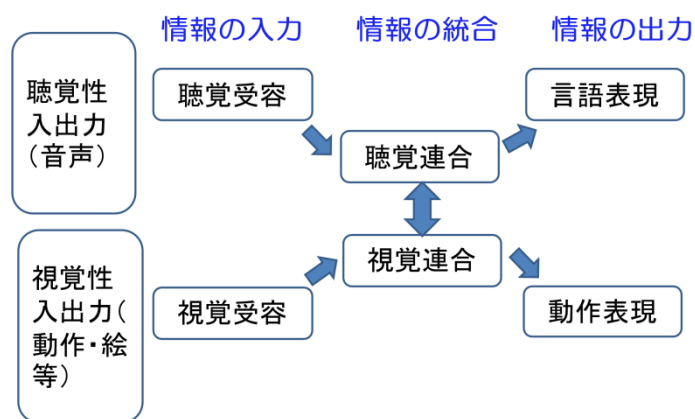 情報の入力
情報の統合
情報の出力
聴覚性
入出力
(音声)
聴覚受容
聴覚連合
言語表現
視覚性
入出力(
動作・絵
等)
視覚受容
視覚連合
動作表現